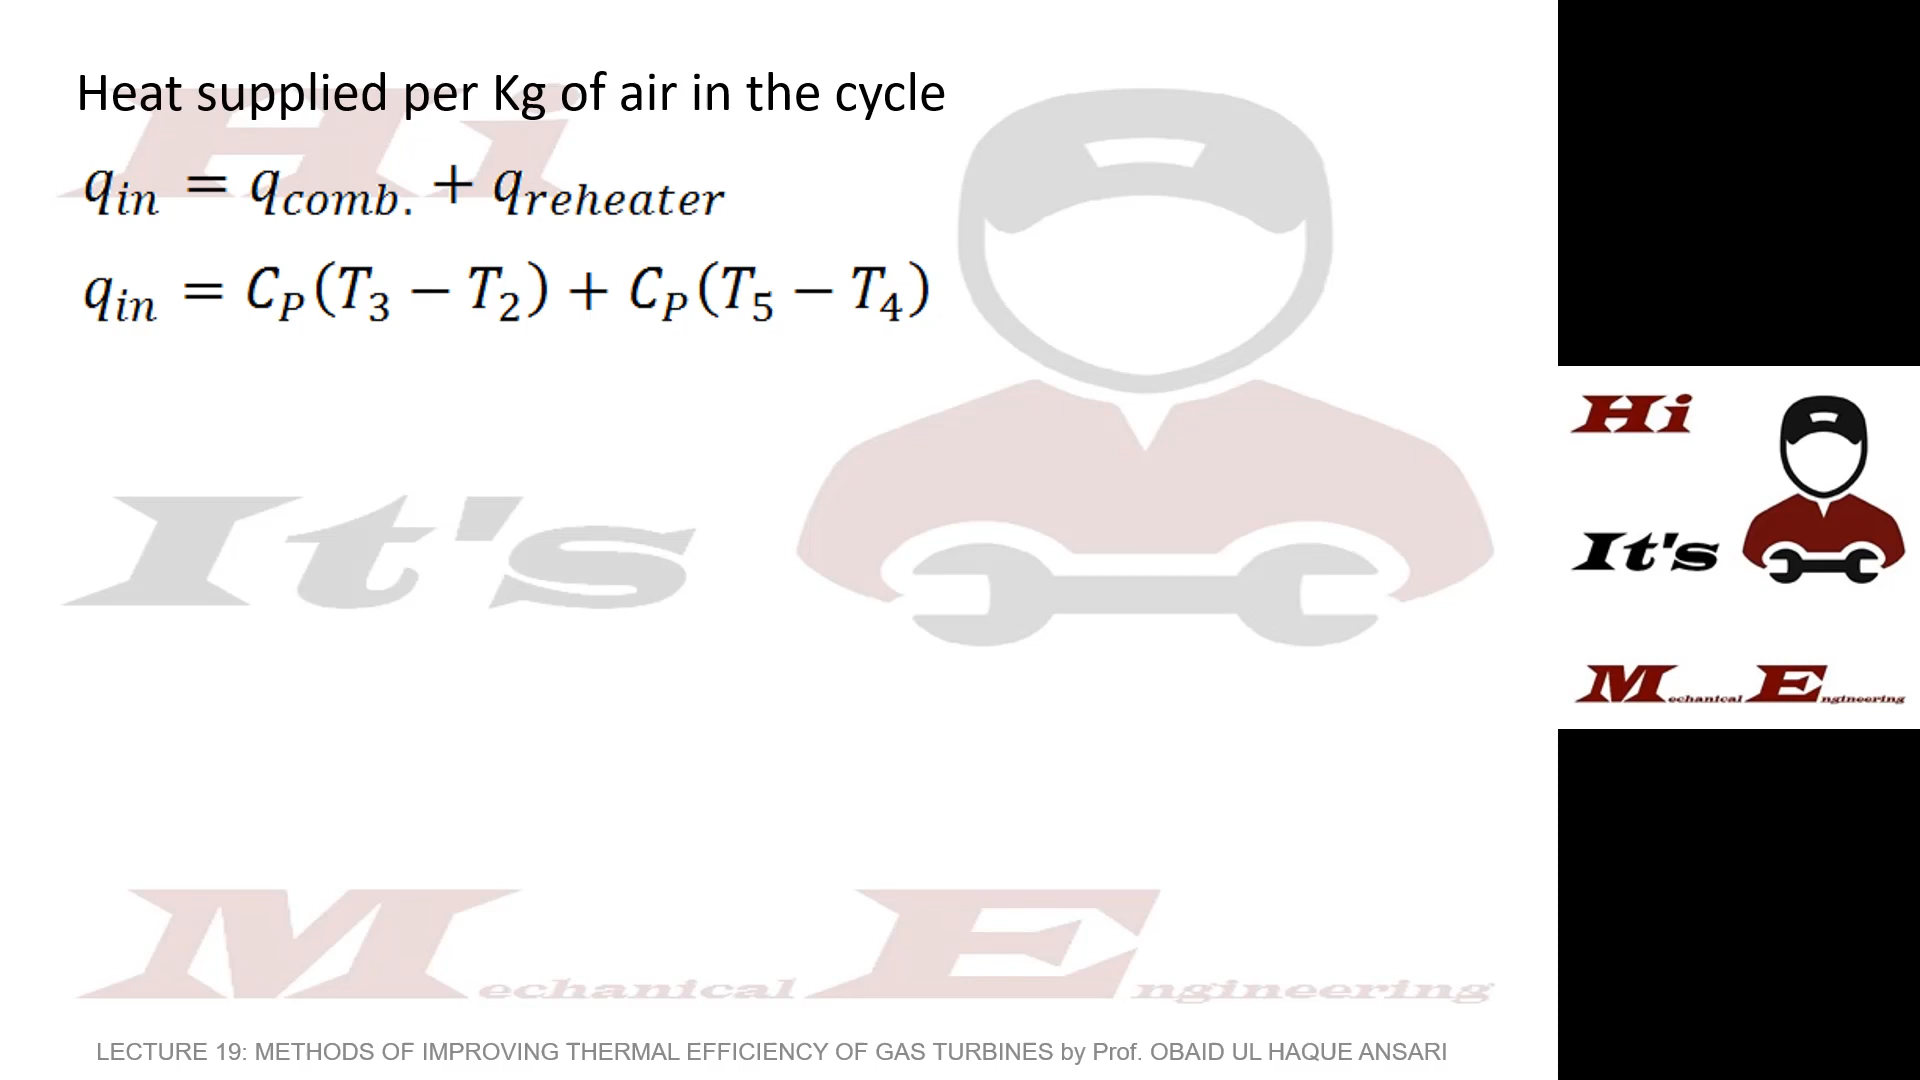 Heat supplied per Kg of air in the cycle
q_in = q_comb. + q_reheater
q_in = C_P(T_3 − T_2) + C_P(T_5 − T_4)
Hi
It's
Mechanical Engineering
LECTURE 19: METHODS OF IMPROVING THERMAL EFFICIENCY OF GAS TURBINES by Prof. OBAID UL HAQUE ANSARI
Hi
It's
Mechanical Engineering